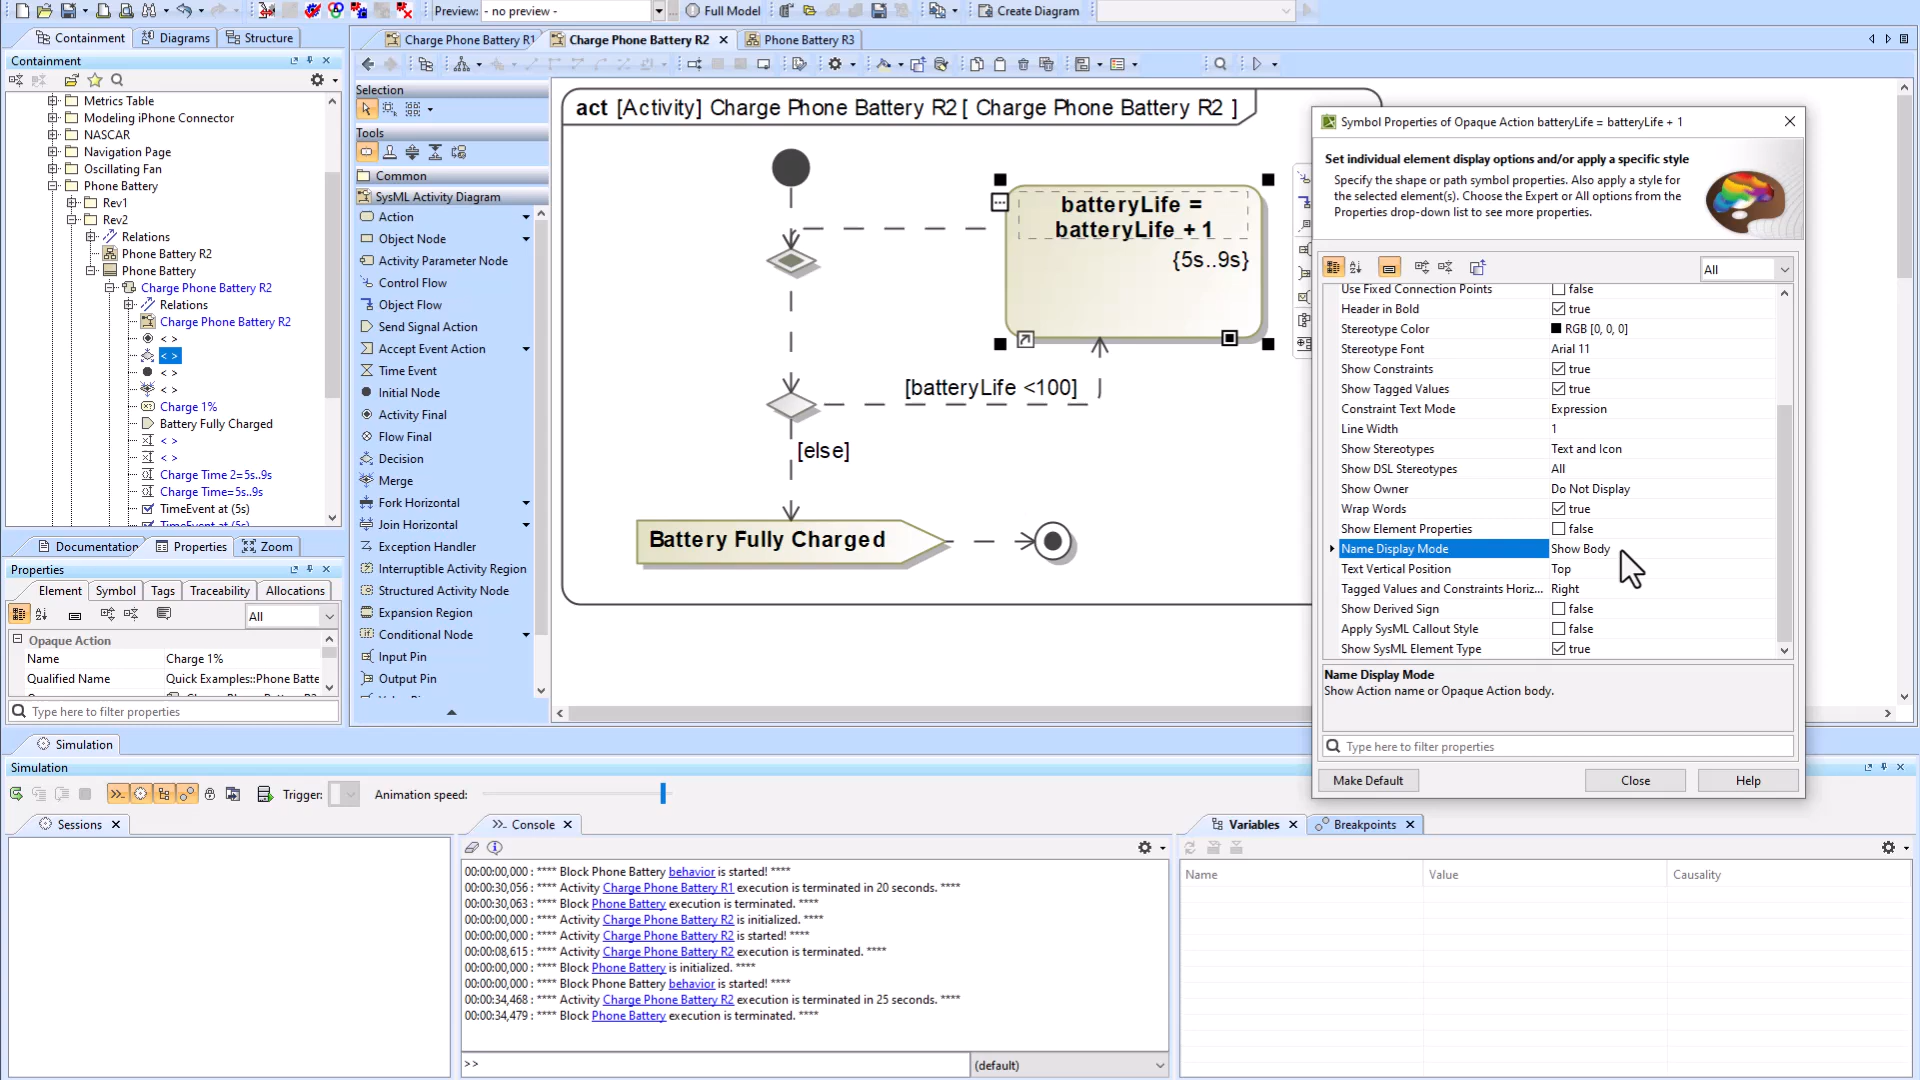 Preview:
- no preview -
Full Model
Create Diagram
Containment
Diagrams
Structure
Containment
Metrics Table
Modeling iPhone Connector
NASCAR
Navigation Page
Oscillating Fan
Phone Battery
Rev1
Rev2
Relations
Phone Battery R2
Phone Battery
Charge Phone Battery R2
Relations
Charge Phone Battery R2
< >
< >
< >
< >
Charge 1%
Battery Fully Charged
< >
< >
Charge Time 2=5s..9s
Charge Time=5s..9s
TimeEvent at (5s)
TimeEvent at (6s)
Documentation
Properties
Zoom
Properties
Element
Symbol
Tags
Traceability
Allocations
All
Opaque Action
Name
Charge 1%
Qualified Name
Quick Examples::Phone Batte
Type here to filter properties
Charge Phone Battery R1
Charge Phone Battery R2
Phone Battery R3
Selection
Tools
Common
SysML Activity Diagram
Action
Object Node
Activity Parameter Node
Control Flow
Object Flow
Send Signal Action
Accept Event Action
Time Event
Initial Node
Activity Final
Flow Final
Decision
Merge
Fork Horizontal
Join Horizontal
Exception Handler
Interruptible Activity Region
Structured Activity Node
Expansion Region
Conditional Node
Input Pin
Output Pin
act [Activity] Charge Phone Battery R2 [ Charge Phone Battery R2 ]
batteryLife =
batteryLife + 1
{5s..9s}
[batteryLife <100]
[else]
Battery Fully Charged
Symbol Properties of Opaque Action batteryLife = batteryLife + 1
Set individual element display options and/or apply a specific style
Specify the shape or path symbol properties. Also apply a style for
the selected element(s). Choose the Expert or All options from the
Properties drop-down list to see more properties.
All
Use Fixed Connection Points
false
Header in Bold
true
Stereotype Color
RGB [0, 0, 0]
Stereotype Font
Arial 11
Show Constraints
true
Show Tagged Values
true
Constraint Text Mode
Expression
Line Width
1
Show Stereotypes
Text and Icon
Show DSL Stereotypes
All
Show Owner
Do Not Display
Wrap Words
true
Show Element Properties
false
Name Display Mode
Show Body
Text Vertical Position
Top
Tagged Values and Constraints Horiz...
Right
Show Derived Sign
false
Apply SysML Callout Style
false
Show SysML Element Type
true
Name Display Mode
Show Action name or Opaque Action body.
Type here to filter properties
Make Default
Close
Help
Simulation
Simulation
Trigger:
Animation speed:
Sessions
Console
00:00:00,000 : **** Block Phone Battery behavior is started! ****
00:00:30,056 : **** Activity Charge Phone Battery R1 execution is terminated in 20 seconds. ****
00:00:30,063 : **** Block Phone Battery execution is terminated. ****
00:00:00,000 : **** Activity Charge Phone Battery R2 is initialized. ****
00:00:00,000 : **** Activity Charge Phone Battery R2 is started! ****
00:00:08,615 : **** Activity Charge Phone Battery R2 execution is terminated. ****
00:00:00,000 : **** Block Phone Battery is initialized. ****
00:00:00,000 : **** Block Phone Battery behavior is started! ****
00:00:34,468 : **** Activity Charge Phone Battery R2 execution is terminated in 25 seconds. ****
00:00:34,479 : **** Block Phone Battery execution is terminated. ****
>>
(default)
Variables
Breakpoints
Name
Value
Causality